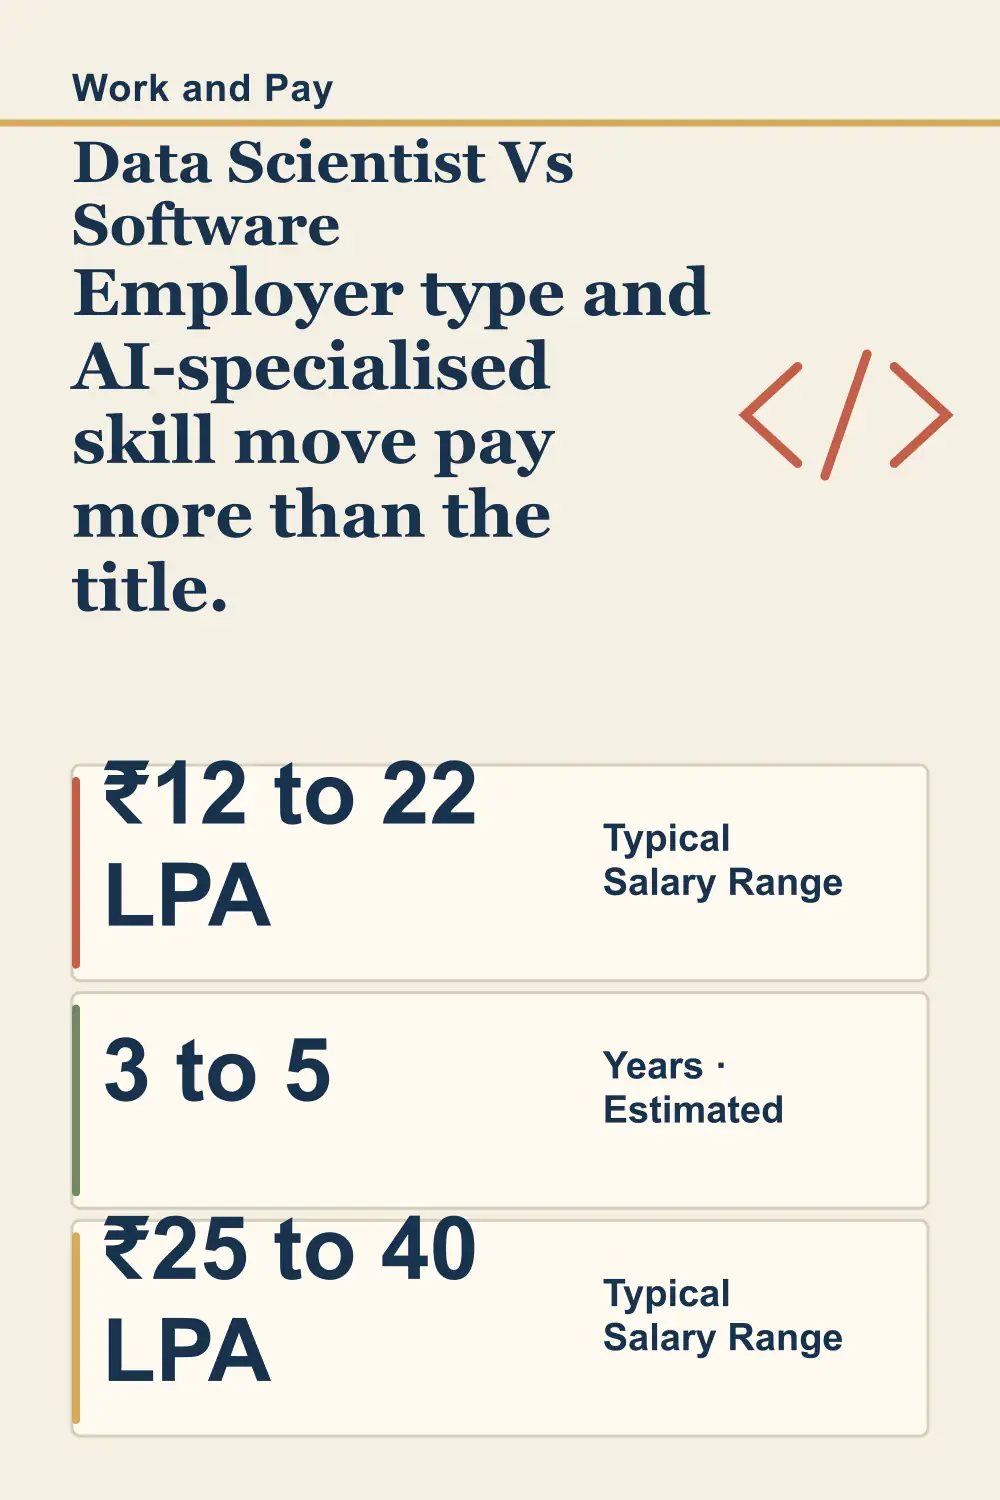 Work and Pay
Data Scientist Vs
Software
Employer type and
AI-specialised
skill move pay
more than the
title.
₹12 to 22
LPA
Typical
Salary Range
3 to 5
Years ·
Estimated
₹25 to 40
LPA
Typical
Salary Range